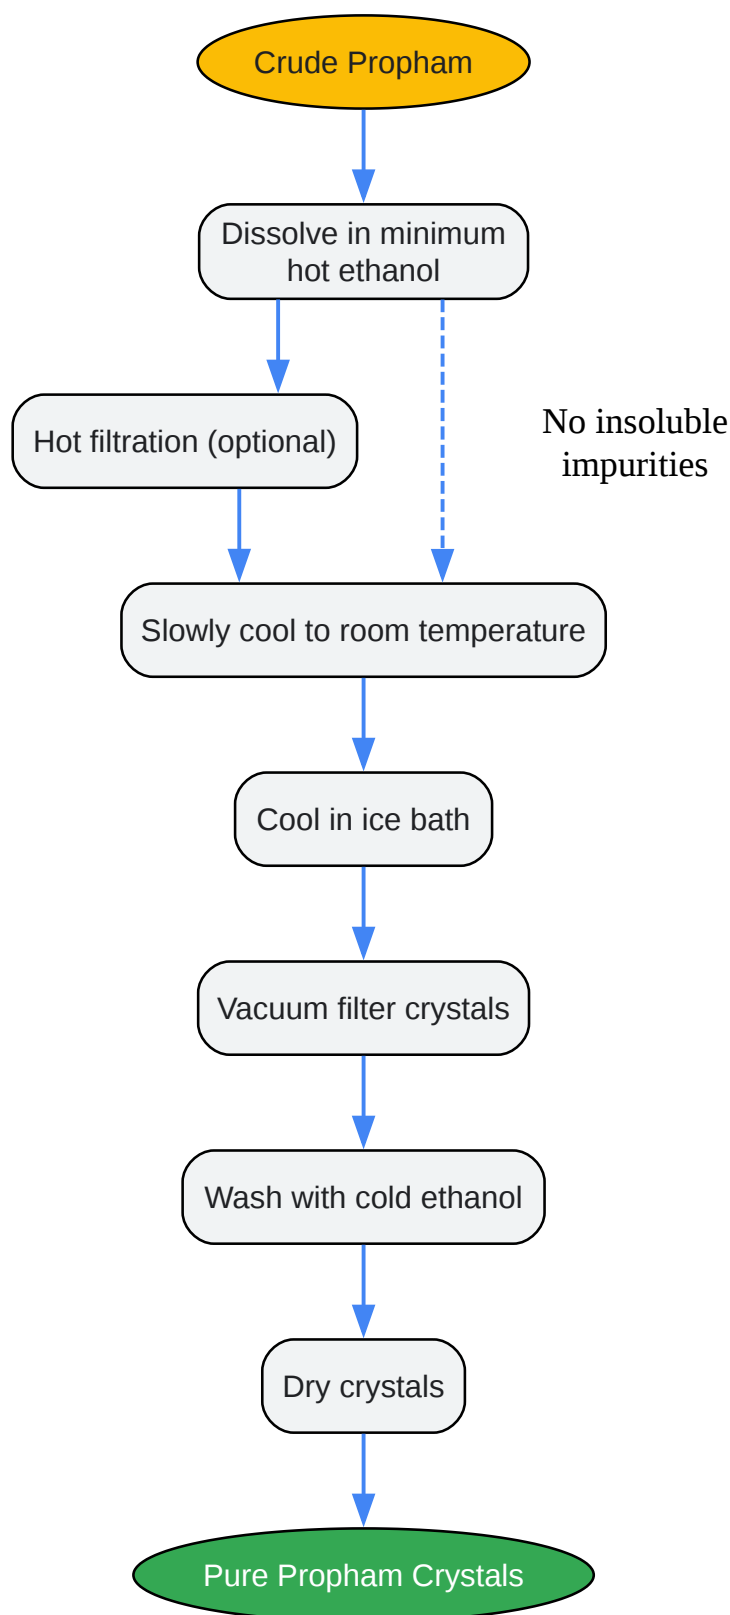 Crude Propham
Dissolve in minimum
hot ethanol
Hot filtration (optional)
No insoluble
impurities
Slowly cool to room temperature
Cool in ice bath
Vacuum filter crystals
Wash with cold ethanol
Dry crystals
Pure Propham Crystals